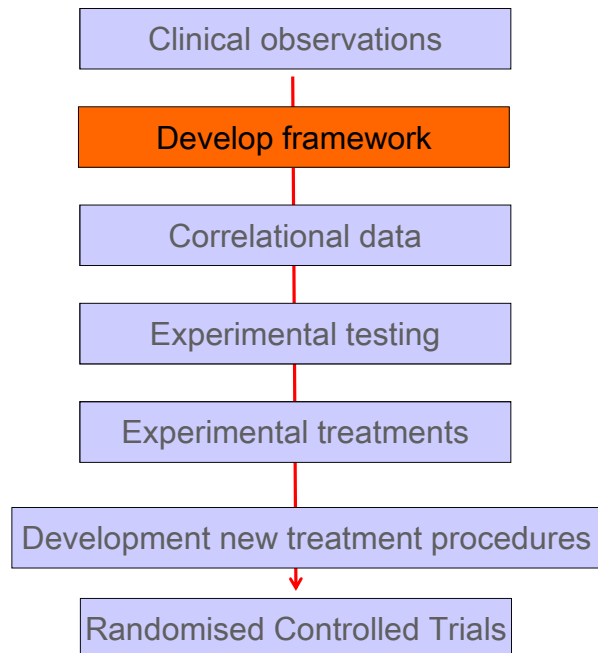 Clinical observations
Develop framework
Correlational data
Experimental testing
Experimental treatments
Development new treatment procedures
Randomised Controlled Trials